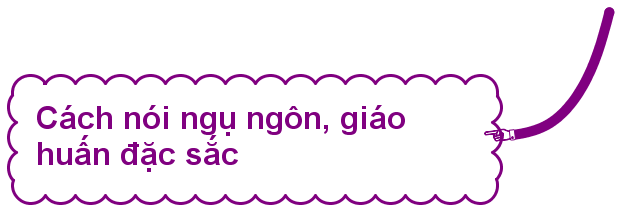 Cách nói ngụ ngôn, giáo
huấn đặc sắc